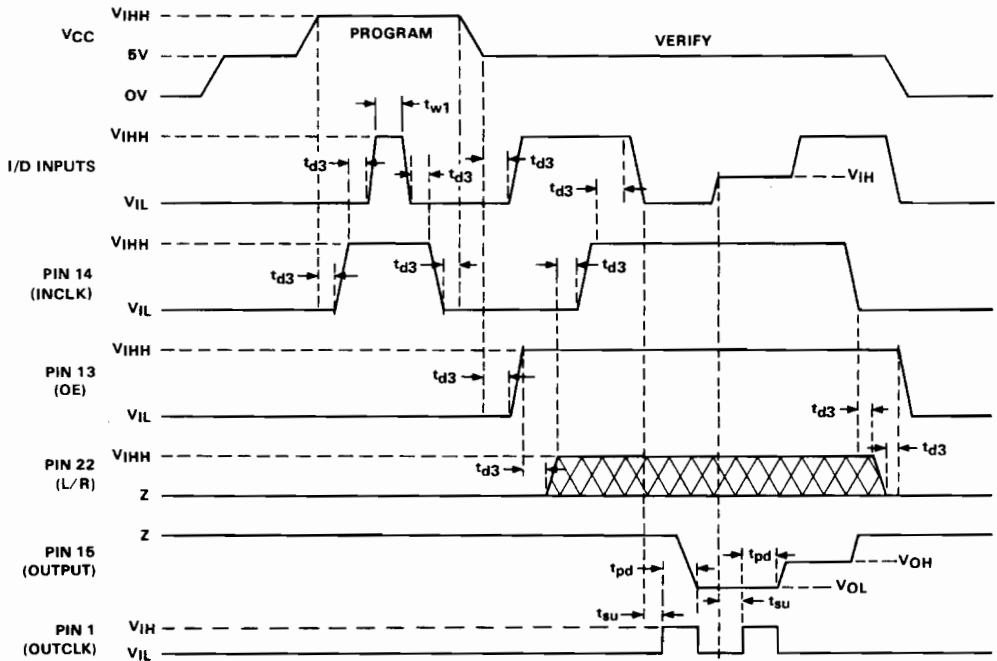 VIHH
VCC
PROGRAM
VERIFY
5V
0V
tw1
VIHH
I/D INPUTS
td3
td3
td3
td3
VIH
VIL
VIHH
PIN 14
(INCLK)
td3
td3
td3
VIL
VIHH
PIN 13
(OE)
td3
td3
VIL
VIHH
PIN 22
(L/R)
td3
td3
Z
Z
PIN 15
(OUTPUT)
tpd
tpd
VOH
VOL
tsu
tsu
VIH
PIN 1
(OUTCLK)
VIL